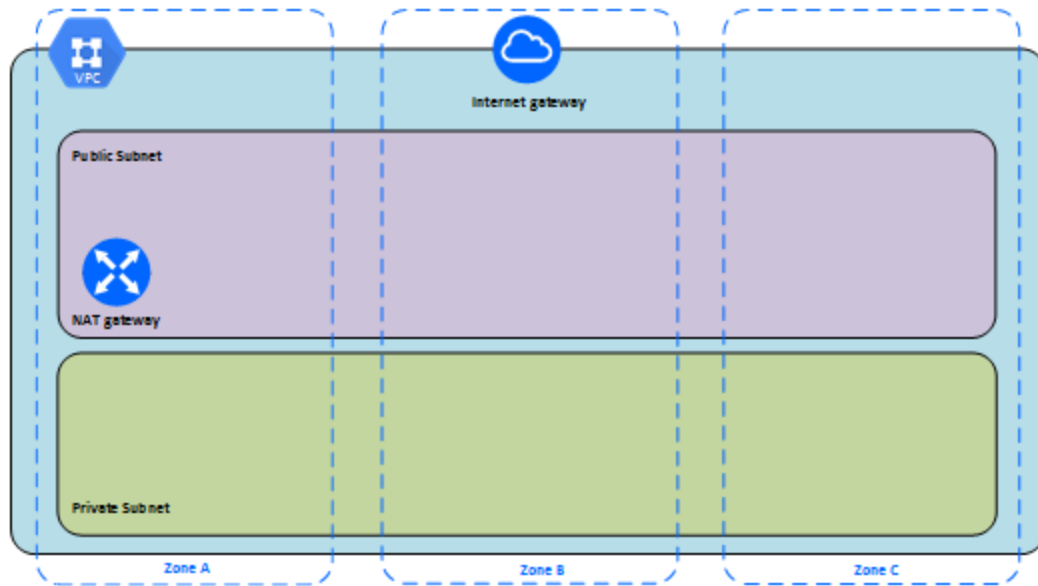 VPC
Internet gateway
Public Subnet
NAT gateway
Private Subnet
Zone A
Zone B
Zone C